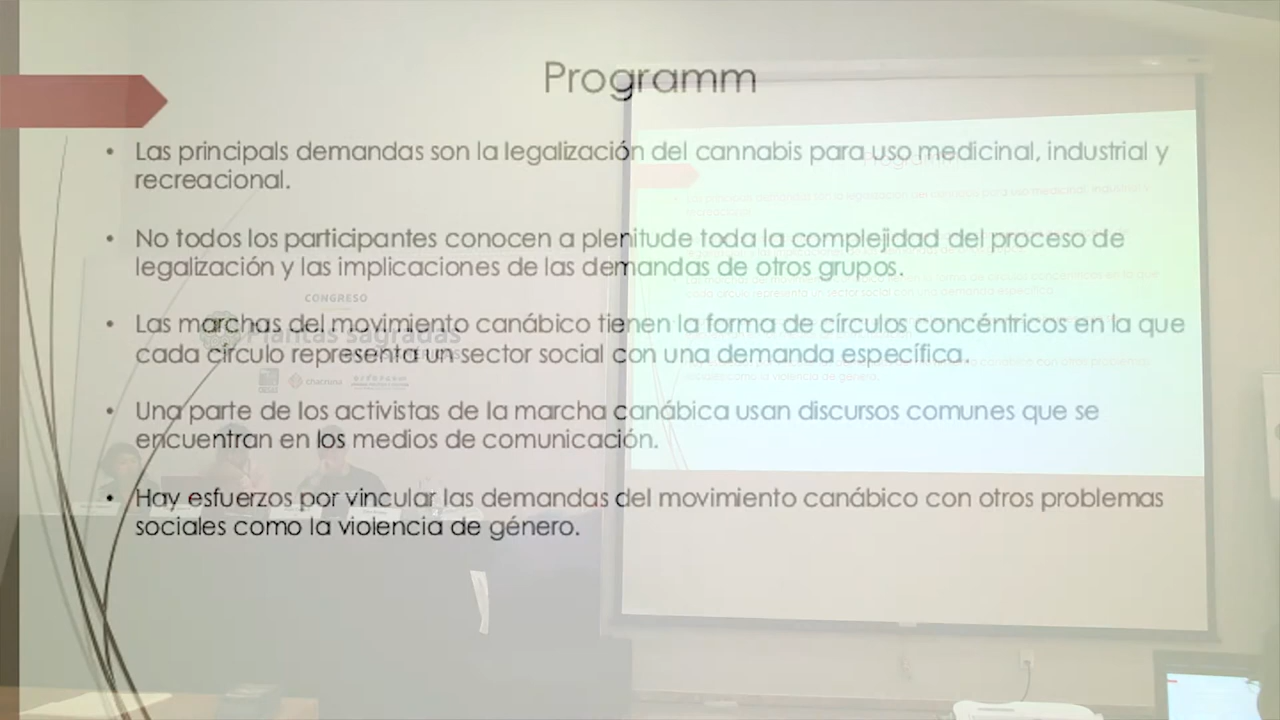 Programm
• Las principals demandas son la legalización del cannabis para uso medicinal, industrial y
recreacional.
• No todos los participantes conocen a plenitude toda la complejidad del proceso de
legalización y las implicaciones de las demandas de otros grupos.
• Las marchas del movimiento canábico tienen la forma de círculos concéntricos en la que
cada círculo representa un sector social con una demanda específica.
• Una parte de los activistas de la marcha canábica usan discursos comunes que se
encuentran en los medios de comunicación.
• Hay esfuerzos por vincular las demandas del movimiento canábico con otros problemas
sociales como la violencia de género.
CONGRESO
Plantas sagradas
chacruna